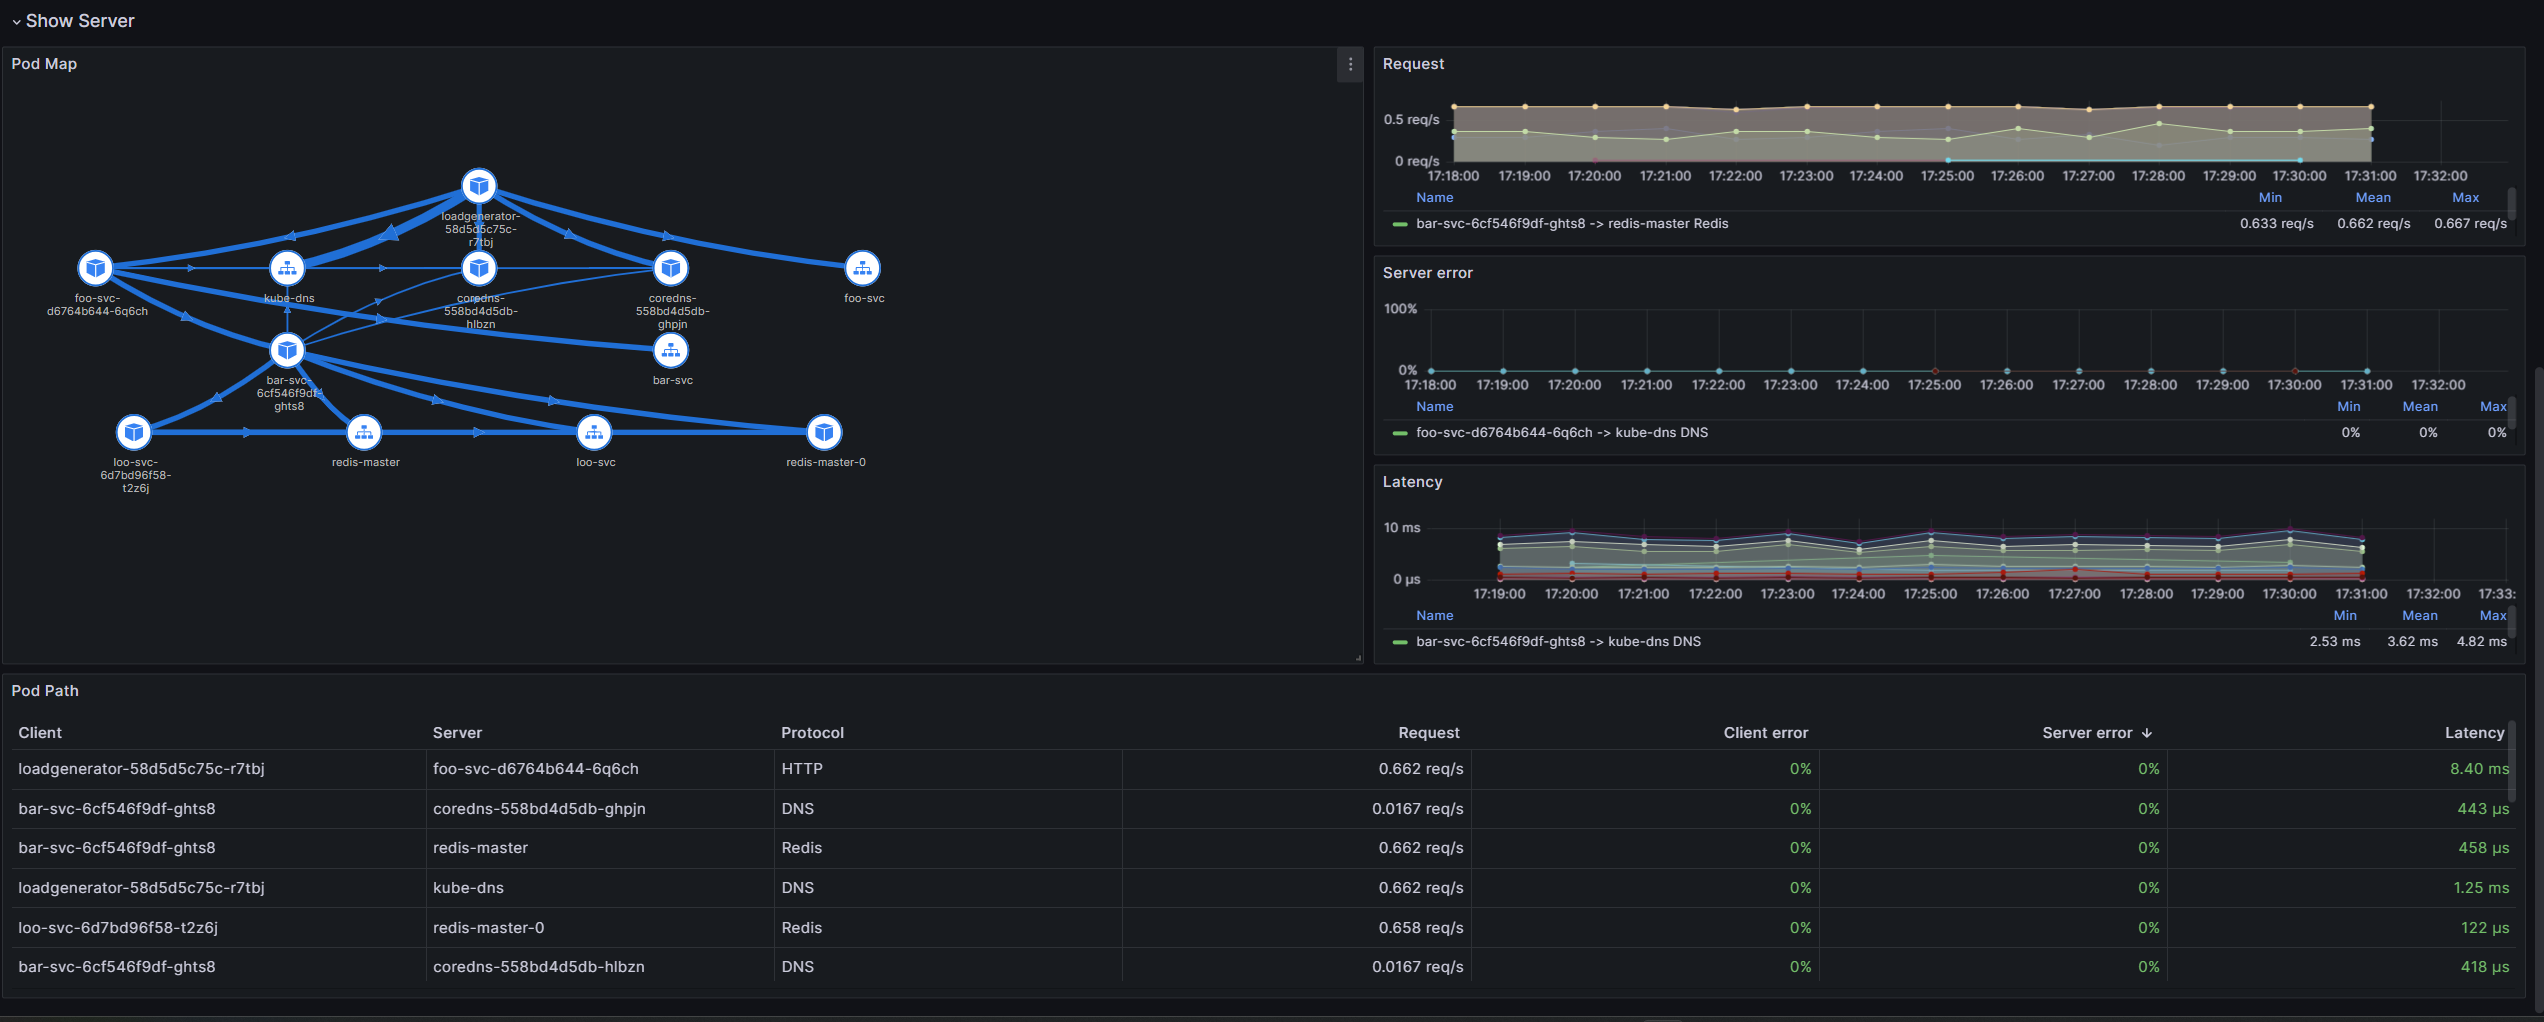 Show Server
Pod Map
loadgenerator-
58d5d5c75c-
r7tbj
foo-svc-
d6764b644-6q6ch
kube-dns
coredns-
558bd4d5db-
hlbzn
coredns-
558bd4d5db-
ghpjn
foo-svc
bar-svc-
6cf546f9df-
ghts8
bar-svc
loo-svc-
6d7bd96f58-
t2z6j
redis-master
loo-svc
redis-master-0
Request
0.5 req/s
0 req/s
17:18:00 17:19:00 17:20:00 17:21:00 17:22:00 17:23:00 17:24:00 17:25:00 17:26:00 17:27:00 17:28:00 17:29:00 17:30:00 17:31:00 17:32:00
Name Min Mean Max
bar-svc-6cf546f9df-ghts8 -> redis-master Redis 0.633 req/s 0.662 req/s 0.667 req/s
Server error
100%
0%
17:18:00 17:19:00 17:20:00 17:21:00 17:22:00 17:23:00 17:24:00 17:25:00 17:26:00 17:27:00 17:28:00 17:29:00 17:30:00 17:31:00 17:32:00
Name Min Mean Max
foo-svc-d6764b644-6q6ch -> kube-dns DNS 0% 0% 0%
Latency
10 ms
0 µs
17:19:00 17:20:00 17:21:00 17:22:00 17:23:00 17:24:00 17:25:00 17:26:00 17:27:00 17:28:00 17:29:00 17:30:00 17:31:00 17:32:00 17:33:
Name Min Mean Max
bar-svc-6cf546f9df-ghts8 -> kube-dns DNS 2.53 ms 3.62 ms 4.82 ms
Pod Path
Client Server Protocol Request Client error Server error Latency
loadgenerator-58d5d5c75c-r7tbj foo-svc-d6764b644-6q6ch HTTP 0.662 req/s 0% 0% 8.40 ms
bar-svc-6cf546f9df-ghts8 coredns-558bd4d5db-ghpjn DNS 0.0167 req/s 0% 0% 443 µs
bar-svc-6cf546f9df-ghts8 redis-master Redis 0.662 req/s 0% 0% 458 µs
loadgenerator-58d5d5c75c-r7tbj kube-dns DNS 0.662 req/s 0% 0% 1.25 ms
loo-svc-6d7bd96f58-t2z6j redis-master-0 Redis 0.658 req/s 0% 0% 122 µs
bar-svc-6cf546f9df-ghts8 coredns-558bd4d5db-hlbzn DNS 0.0167 req/s 0% 0% 418 µs